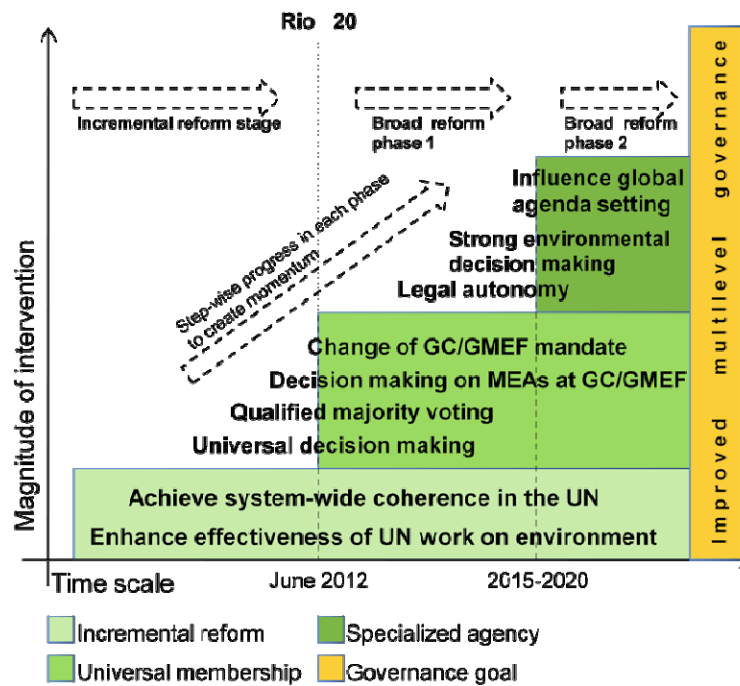 Rio 20
Incremental reform stage
Broad reform
phase 1
Broad reform
phase 2
Step-wise progress in each phase
to create momentum
Influence global
agenda setting
Strong environmental
decision making
Legal autonomy
Change of GC/GMEF mandate
Decision making on MEAs at GC/GMEF
Qualified majority voting
Universal decision making
Achieve system-wide coherence in the UN
Enhance effectiveness of UN work on environment
Magnitude of intervention
Improved multilevel governance
Time scale
June 2012
2015-2020
Incremental reform
Specialized agency
Universal membership
Governance goal